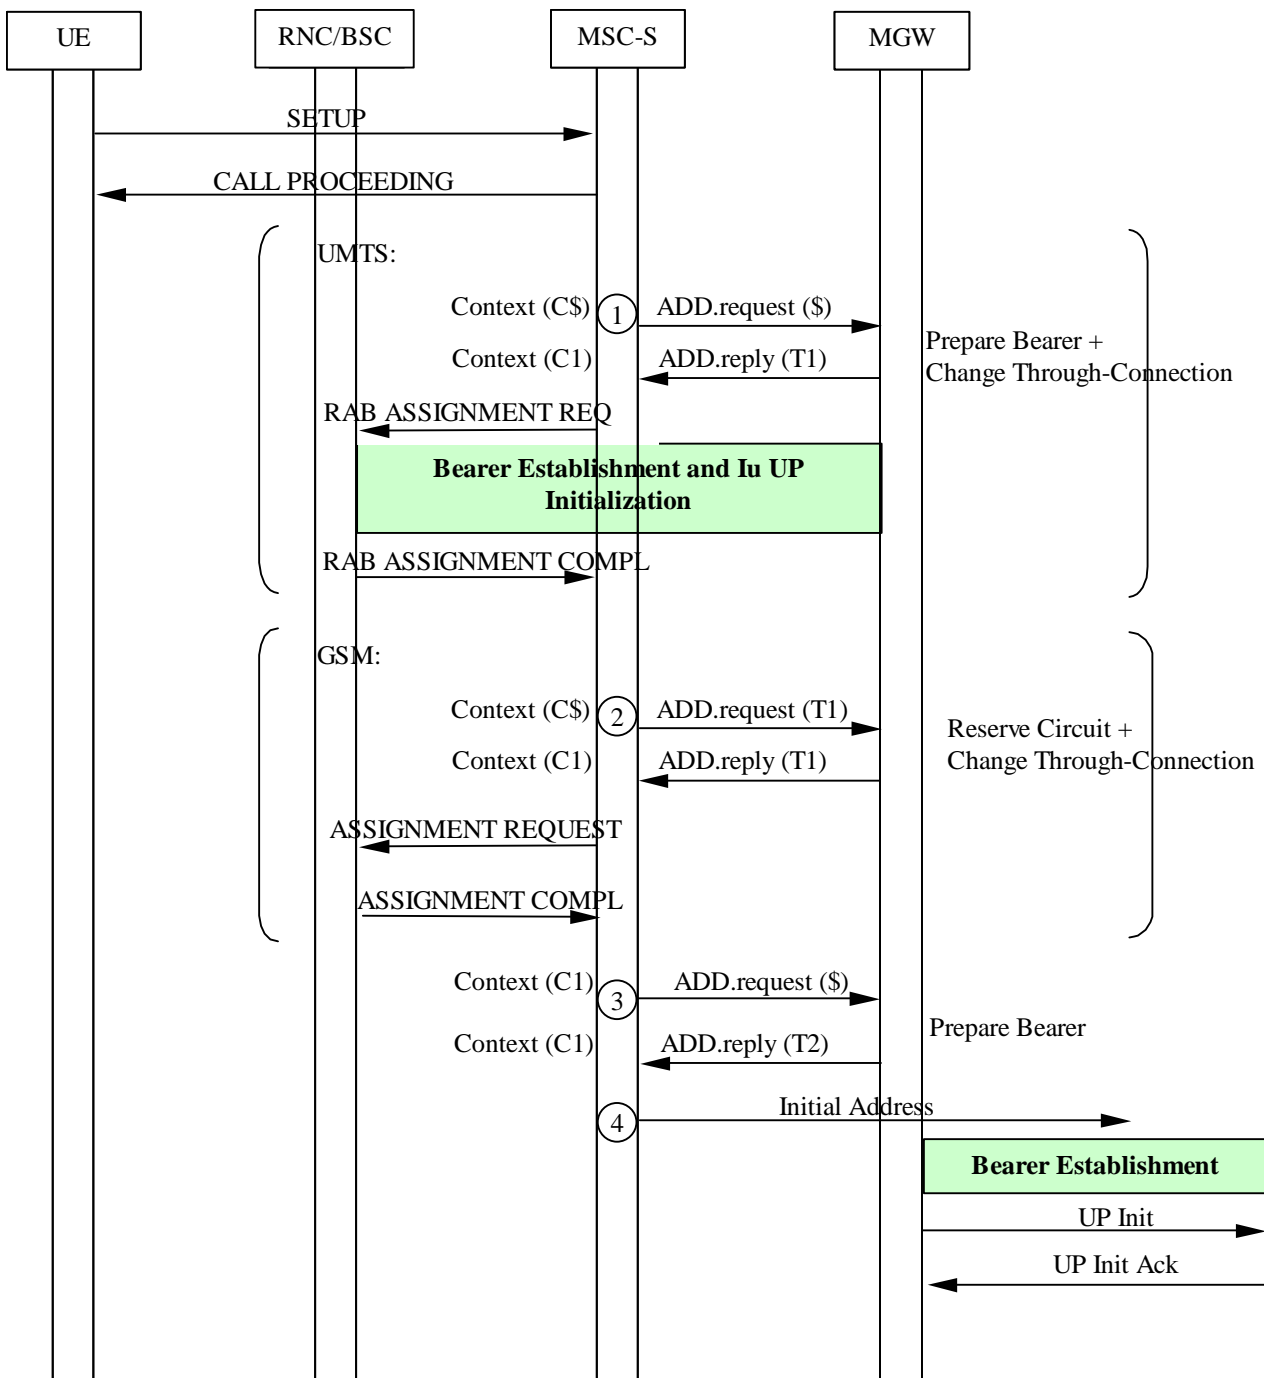 UE
RNC/BSC
MSC-S
MGW
SETUP
CALL PROCEEDING
UMTS:
Context (C$)
1
ADD.request ($)
Context (C1)
ADD.reply (T1)
Prepare Bearer +
Change Through-Connection
RAB ASSIGNMENT REQ
Bearer Establishment and Iu UP
Initialization
RAB ASSIGNMENT COMPL
GSM:
Context (C$)
2
ADD.request (T1)
Context (C1)
ADD.reply (T1)
Reserve Circuit +
Change Through-Connection
ASSIGNMENT REQUEST
ASSIGNMENT COMPL
Context (C1)
3
ADD.request ($)
Context (C1)
ADD.reply (T2)
Prepare Bearer
4
Initial Address
Bearer Establishment
UP Init
UP Init Ack